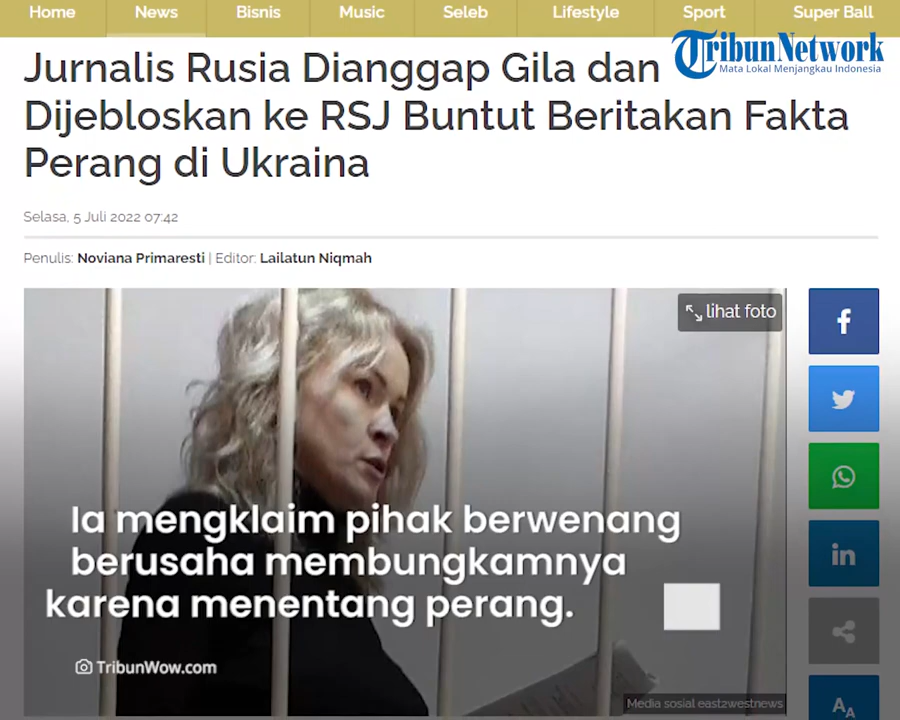 Home News Bisnis Music Seleb Lifestyle Sport Super Ball
Jurnalis Rusia Dianggap Gila dan
Dijebloskan ke RSJ Buntut Beritakan Fakta
Perang di Ukraina
TribunNetwork
Mata Lokal Menjangkau Indonesia
Selasa, 5 Juli 2022 07:42
Penulis: Noviana Primaresti | Editor: Lailatun Niqmah
lihat foto
Ia mengklaim pihak berwenang
berusaha membungkamnya
karena menentang perang.
TribunWow.com
Media sosial east2westnews
AA